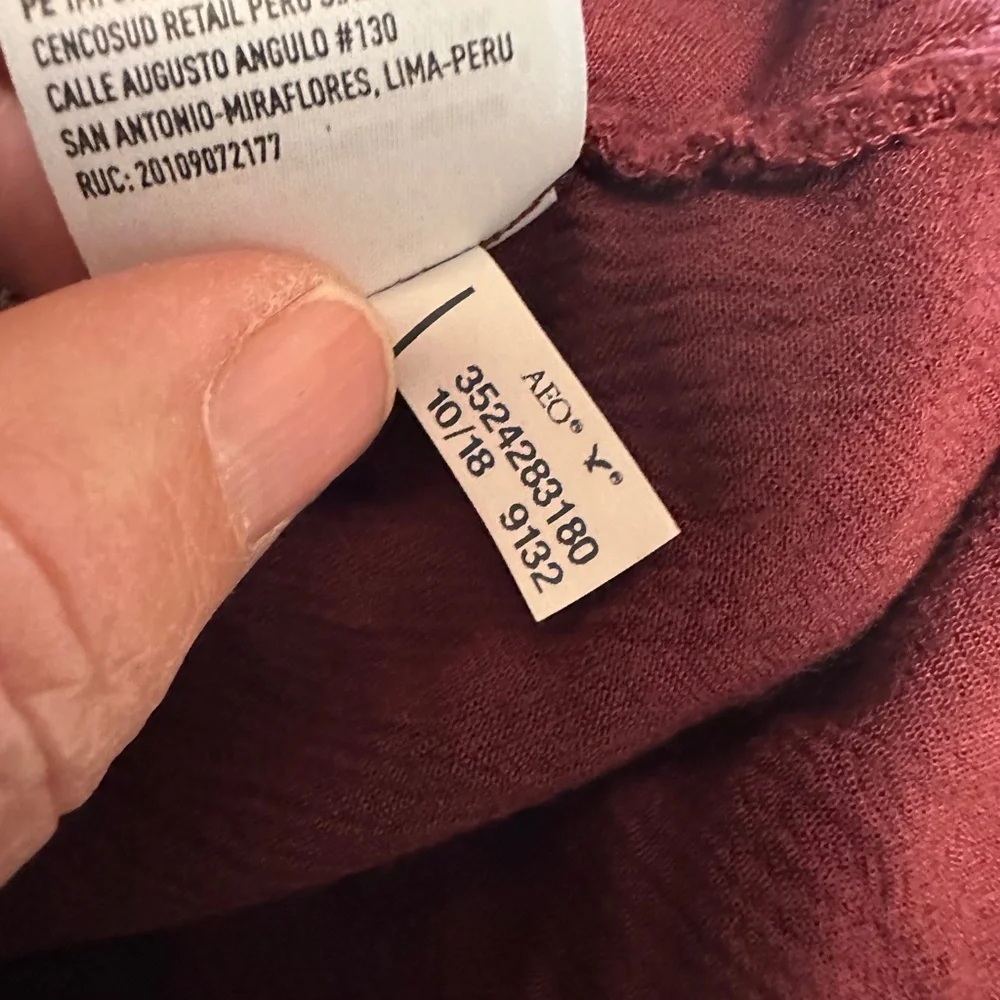 CENCOSUD RETAIL PERU
CALLE AUGUSTO ANGULO #130
SAN ANTONIO-MIRAFLORES, LIMA-PERU
RUC: 20109072177
AEO®
3524283180
10/18 9132